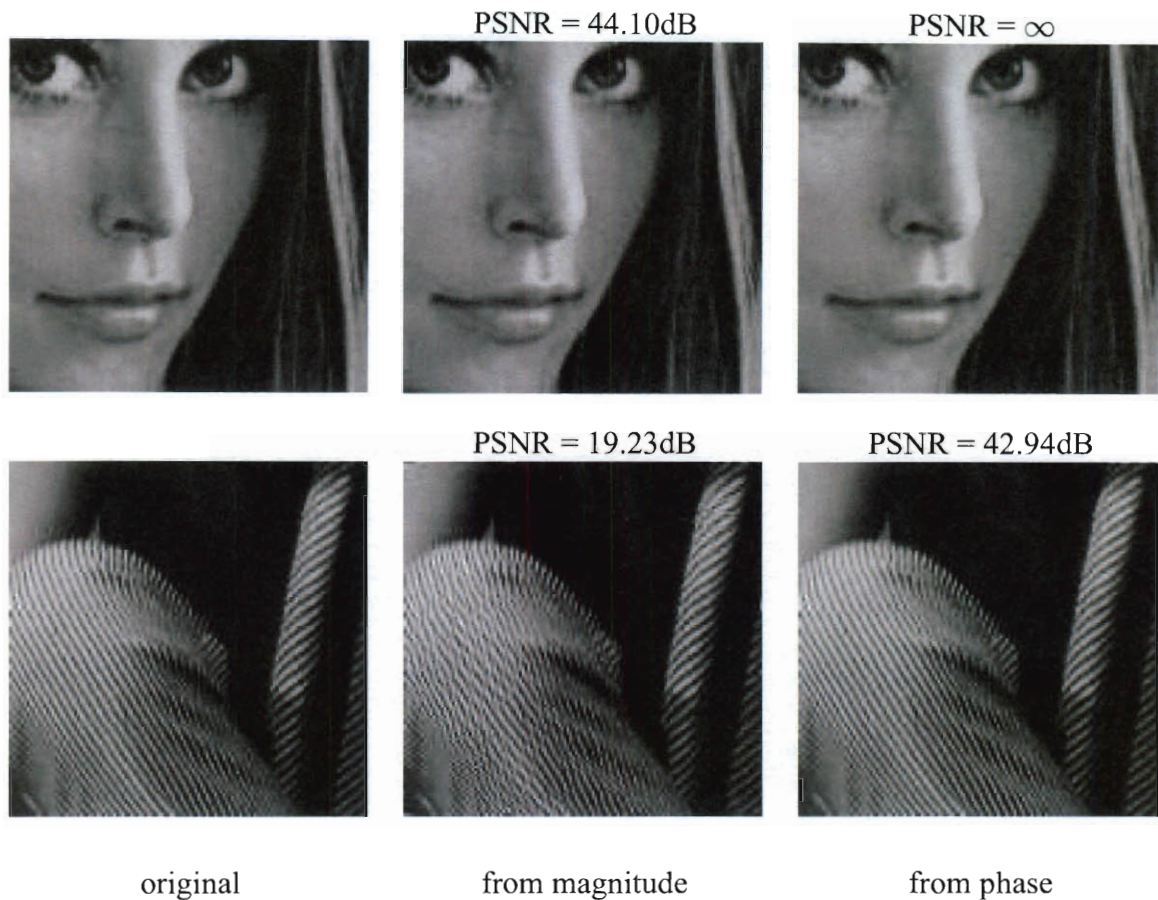 PSNR = 44.10dB
PSNR = ∞
PSNR = 19.23dB
PSNR = 42.94dB
original
from magnitude
from phase